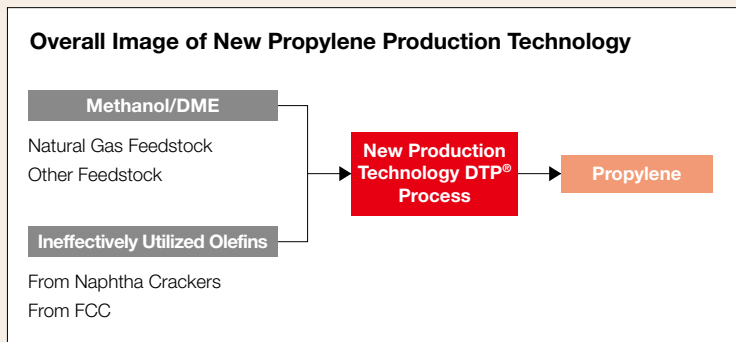 Overall Image of New Propylene Production Technology
Methanol/DME
Natural Gas Feedstock
Other Feedstock
Ineffectively Utilized Olefins
From Naphtha Crackers
From FCC
New Production
Technology DTP®
Process
Propylene